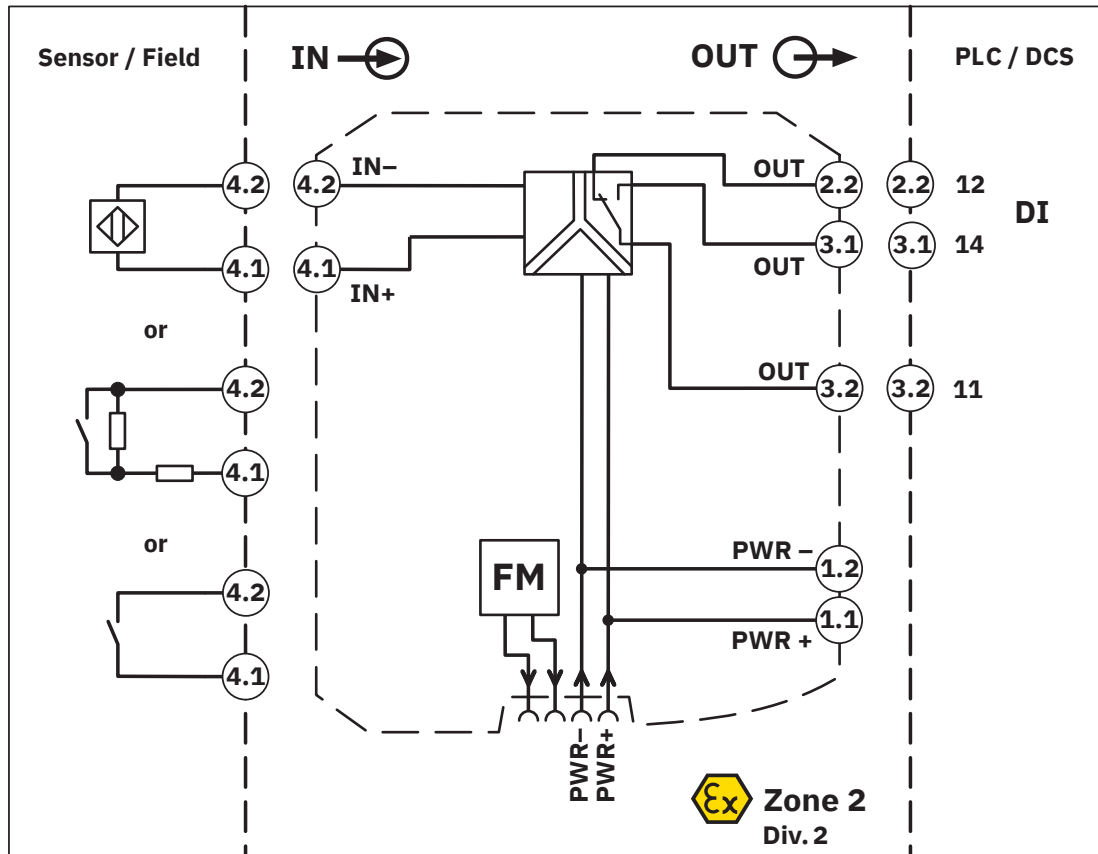 Sensor / Field
IN
OUT
PLC / DCS
4.2
4.2
IN–
OUT
2.2
2.2
12
DI
4.1
4.1
IN+
OUT
3.1
3.1
14
or
4.2
OUT
3.2
3.2
11
4.1
or
FM
PWR –
1.2
4.2
1.1
PWR +
4.1
PWR–
PWR+
Ex
Zone 2
Div. 2